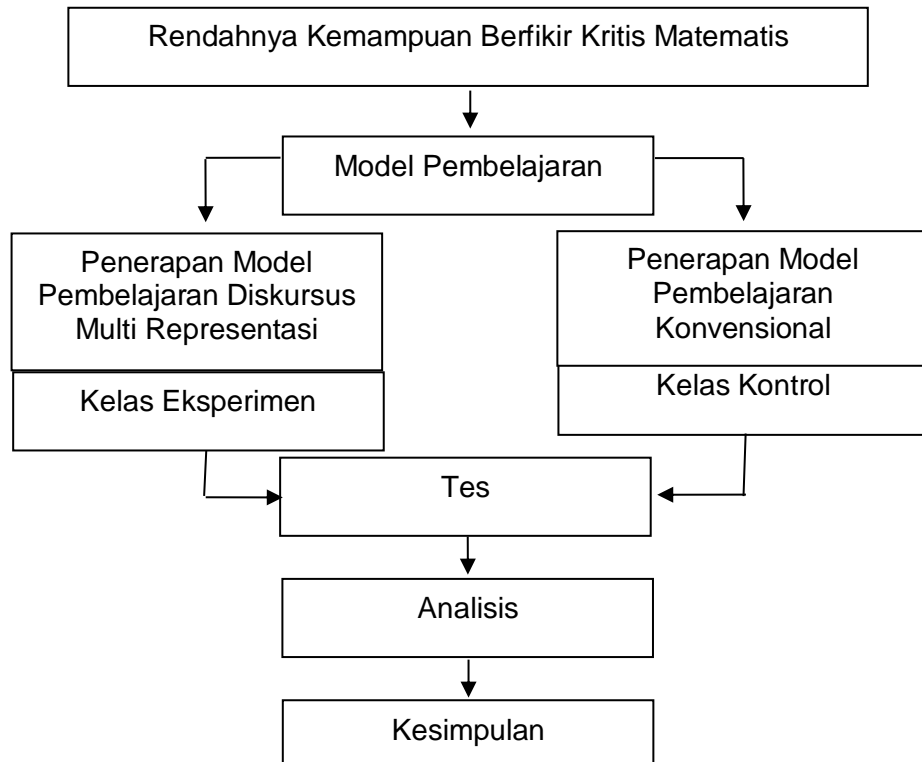 Rendahnya Kemampuan Berfikir Kritis Matematis
Model Pembelajaran
Penerapan Model
Pembelajaran Diskursus
Multi Representasi
Kelas Eksperimen
Penerapan Model
Pembelajaran
Konvensional
Kelas Kontrol
Tes
Analisis
Kesimpulan